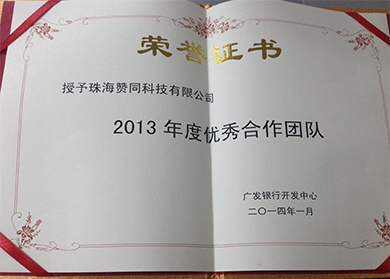 荣誉证书
授予珠海赞同科技有限公司
2013 年度优秀合作团队
广发银行开发中心
二〇一四年一月